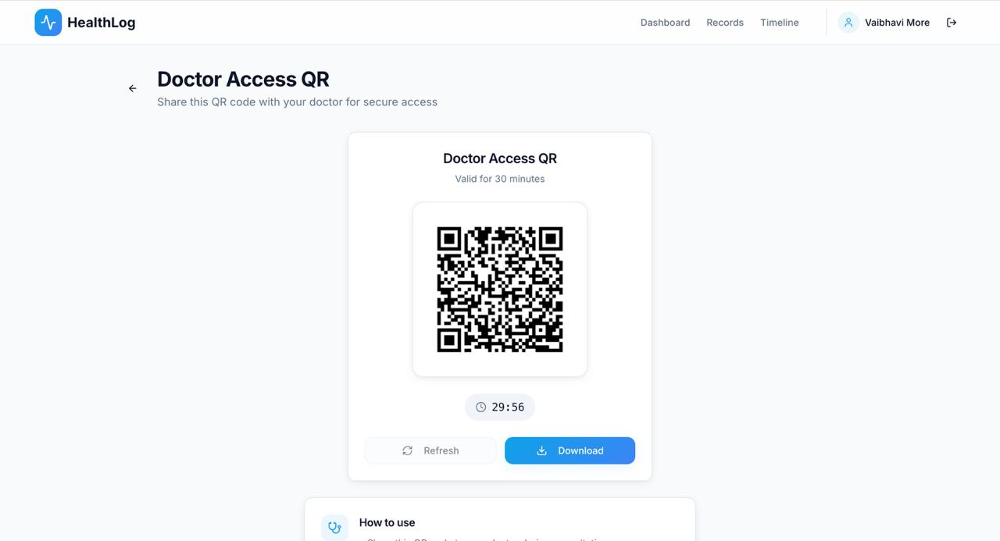 HealthLog
Dashboard Records Timeline Vaibhavi More
Doctor Access QR
Share this QR code with your doctor for secure access
Doctor Access QR
Valid for 30 minutes
29:56
Refresh Download
How to use